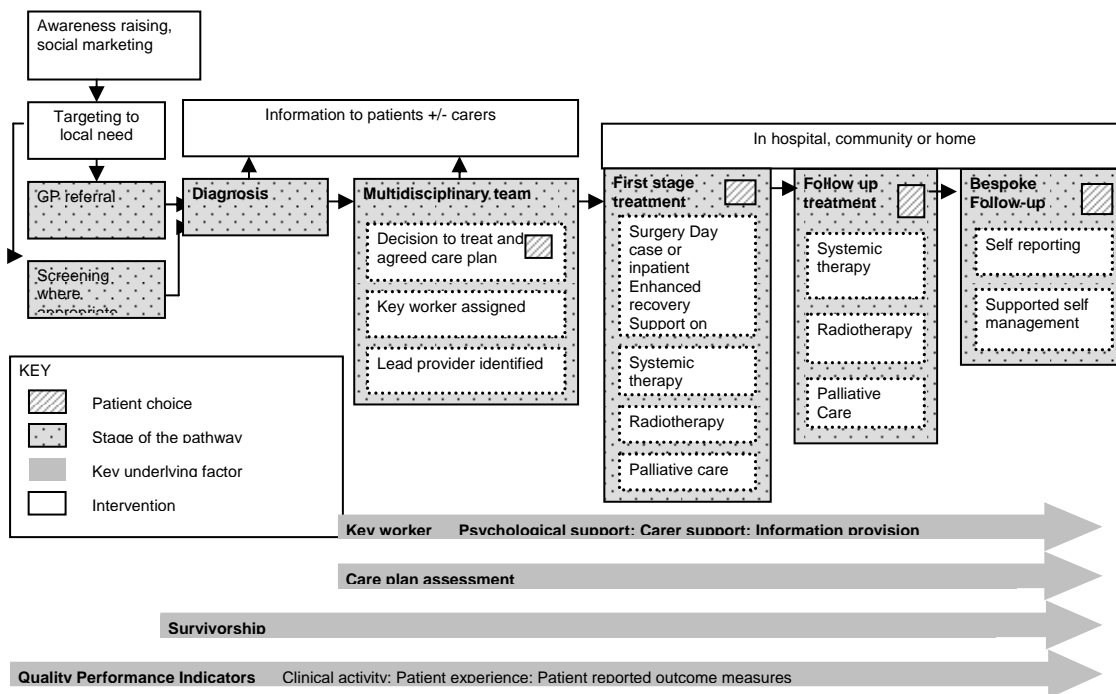 Awareness raising,
social marketing
Targeting to
local need
Information to patients +/- carers
In hospital, community or home
GP referral
Screening
where
appropriate
Diagnosis
Multidisciplinary team
Decision to treat and
agreed care plan
Key worker assigned
Lead provider identified
First stage
treatment
Surgery Day
case or
inpatient
Enhanced
recovery
Support on
Systemic
therapy
Radiotherapy
Palliative care
Follow up
treatment
Systemic
therapy
Radiotherapy
Palliative
Care
Bespoke
Follow-up
Self reporting
Supported self
management
KEY
Patient choice
Stage of the pathway
Key underlying factor
Intervention
Key worker Psychological support: Carer support: Information provision
Care plan assessment
Survivorship
Quality Performance Indicators Clinical activity: Patient experience: Patient reported outcome measures